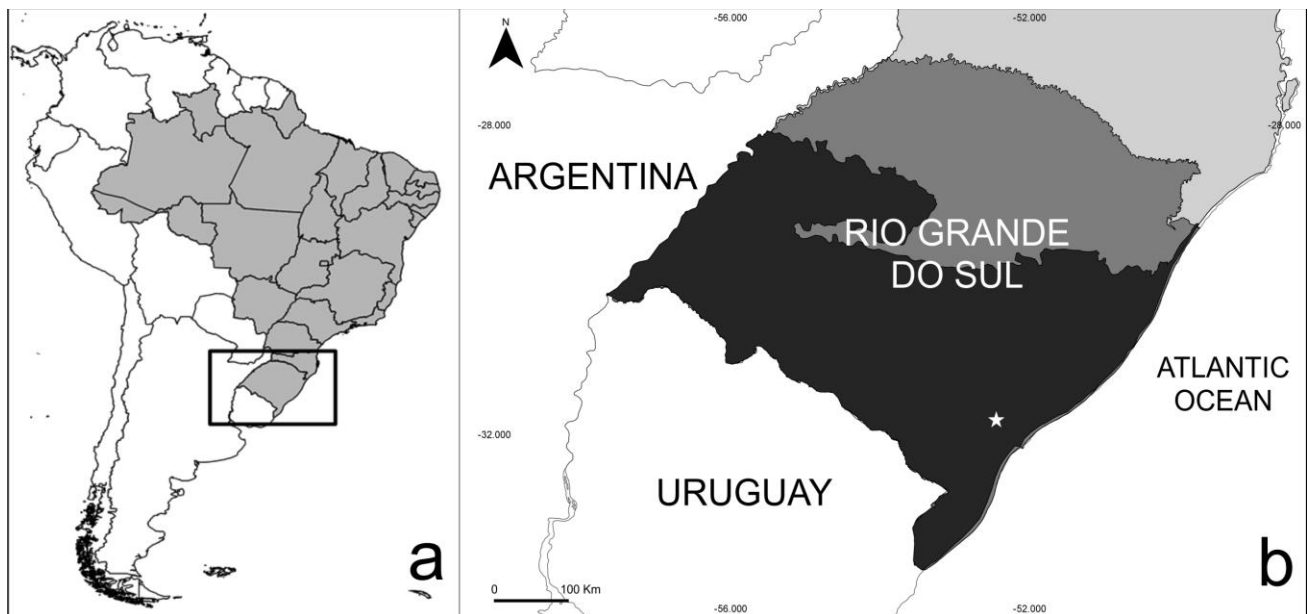 a
-56.000
-52.000
N
-28.000
-28.000
ARGENTINA
RIO GRANDE
DO SUL
ATLANTIC
OCEAN
-32.000
URUGUAY
0
100 Km
-56.000
-52.000
b